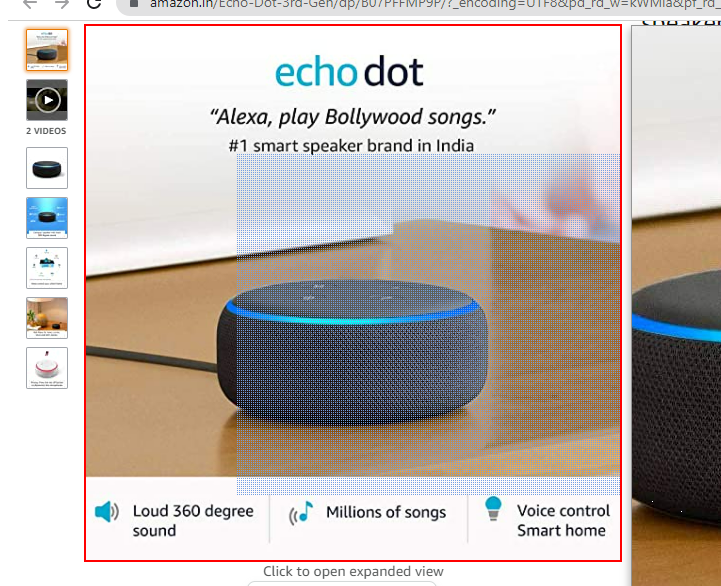 amazon.in/Echo-Dot-3rd-Gen/dp/B07PFFMP9P/?_encoding=UTF8&pd_rd_w=kWMla&pf_rd_
speaker
echo dot
“Alexa, play Bollywood songs.”
#1 smart speaker brand in India
2 VIDEOS
Loud 360 degree
sound
Millions of songs
Voice control
Smart home
Click to open expanded view